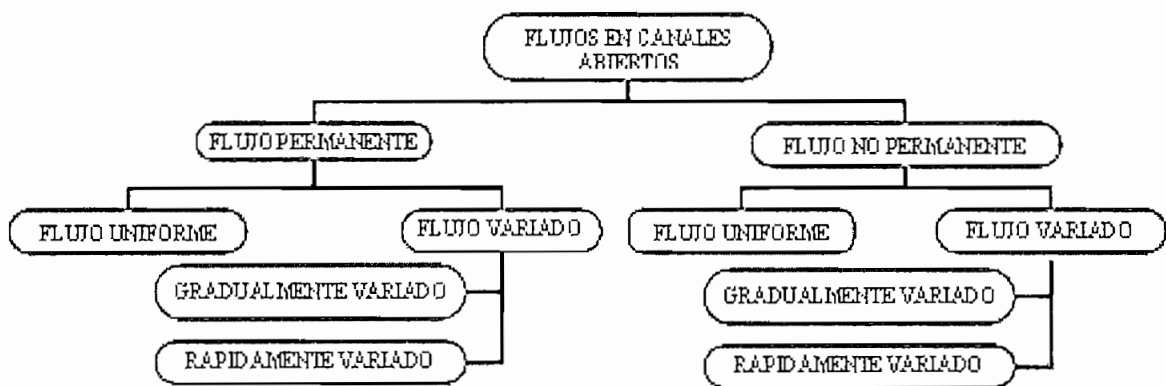 FLUJOS EN CANALES
ABIERTOS
FLUJO PERMANENTE
FLUJO NO PERMANENTE
FLUJO UNIFORME
FLUJO VARIADO
FLUJO UNIFORME
FLUJO VARIADO
GRADUALMENTE VARIADO
GRADUALMENTE VARIADO
RAPIDAMENTE VARIADO
RAPIDAMENTE VARIADO